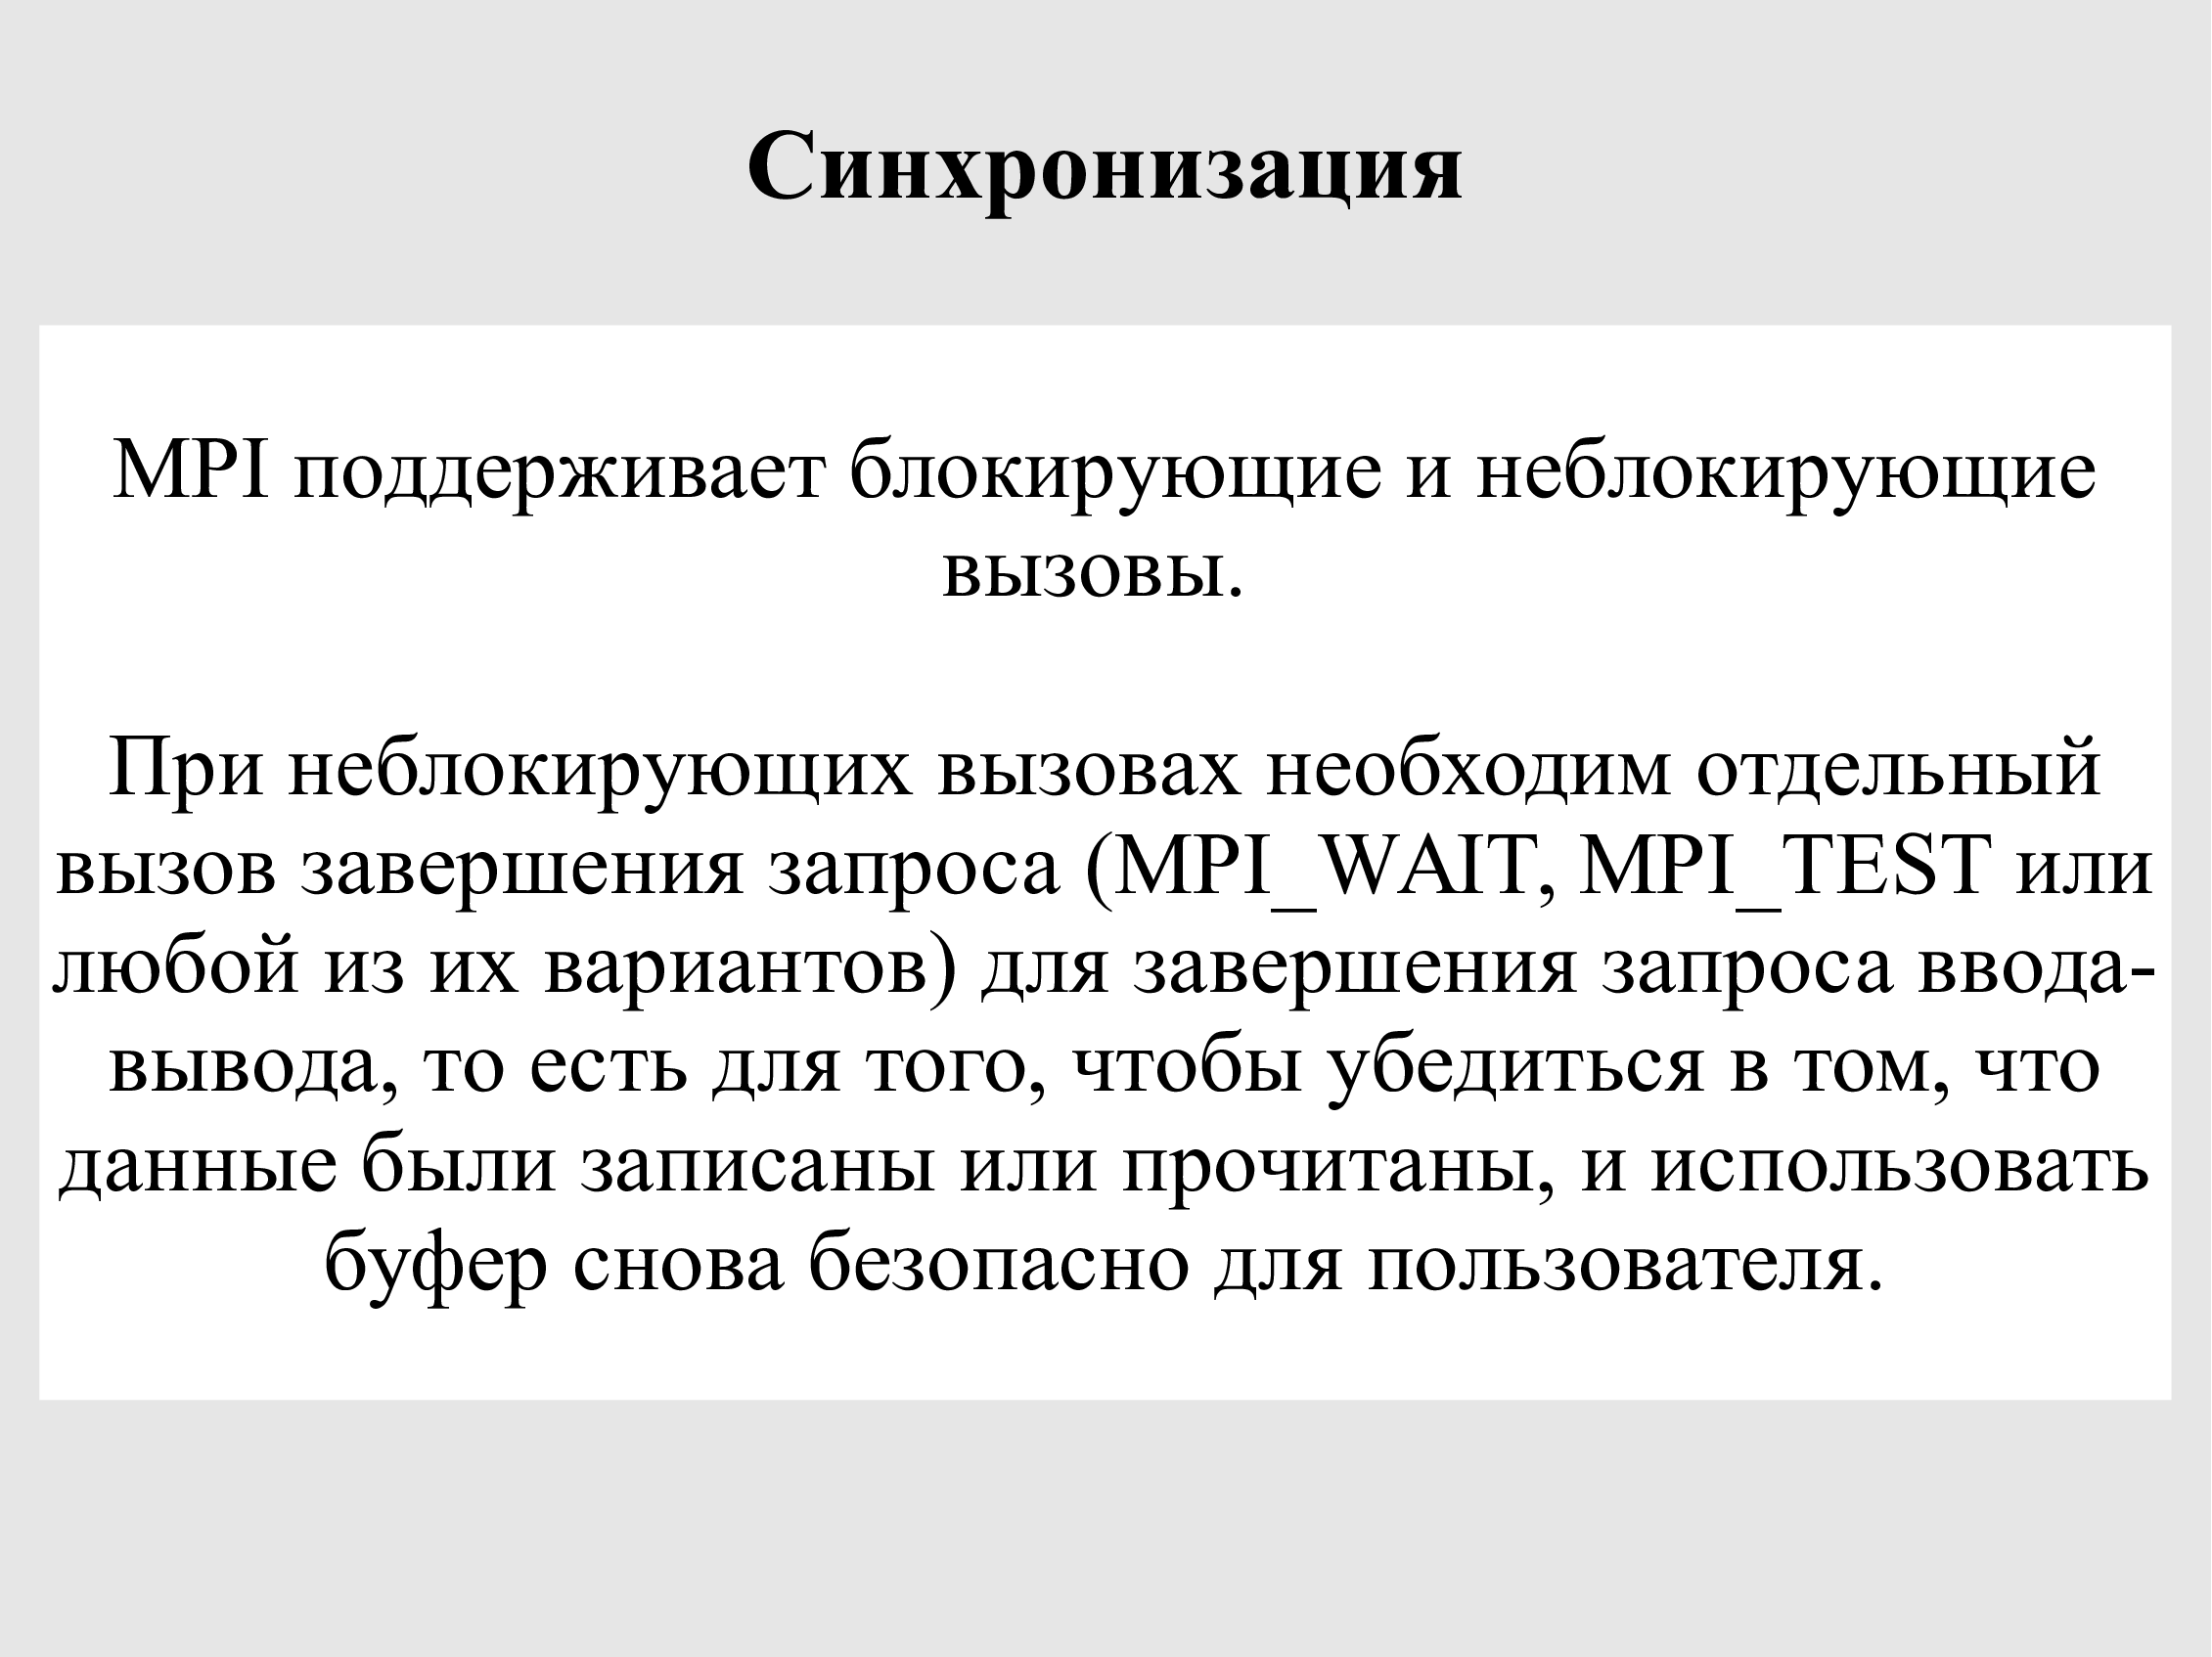 Синхронизация
MPI поддерживает блокирующие и неблокирующие
вызовы.
При неблокирующих вызовах необходим отдельный
вызов завершения запроса (MPI_WAIT, MPI_TEST или
любой из их вариантов) для завершения запроса ввода-
вывода, то есть для того, чтобы убедиться в том, что
данные были записаны или прочитаны, и использовать
буфер снова безопасно для пользователя.